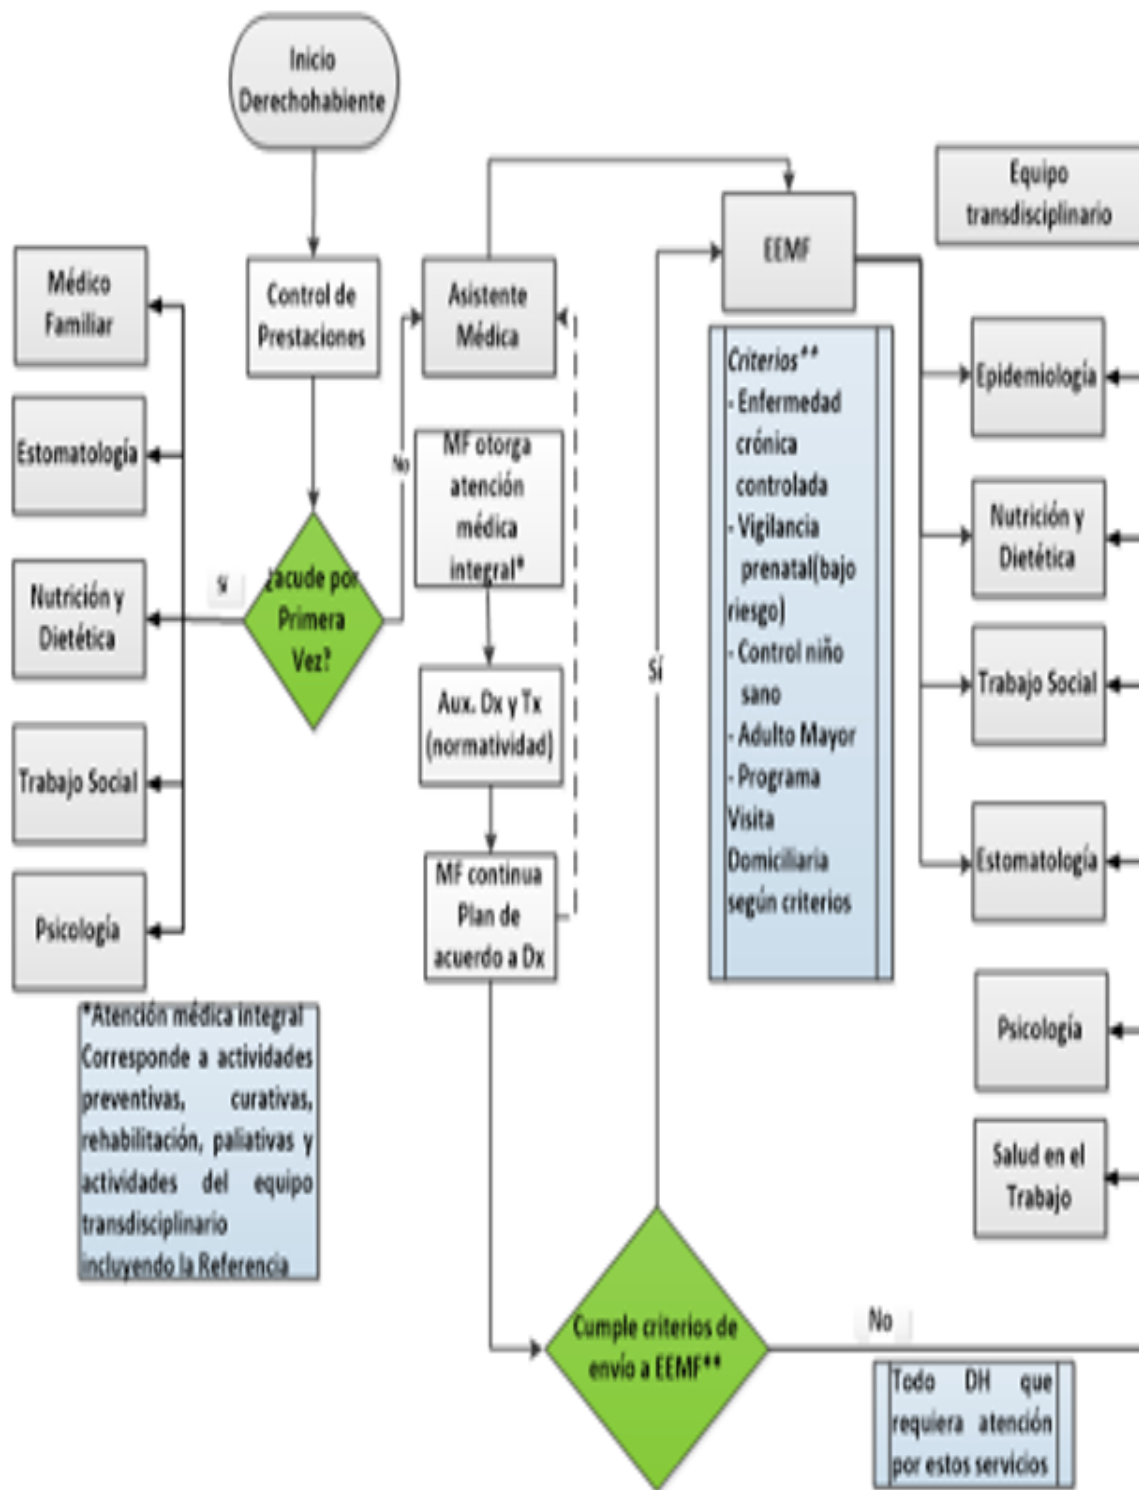 Inicio
Derechohabiente
Control de
Prestaciones
¿acude por
Primera
Vez?
Sí
No
Médico
Familiar
Estomatología
Nutrición y
Dietética
Trabajo Social
Psicología
*Atención médica integral
Corresponde a actividades
preventivas, curativas,
rehabilitación, paliativas y
actividades del equipo
transdisciplinario
incluyendo la Referencia
Asistente
Médica
MF otorga
atención
médica
integral*
Aux. Dx y Tx
(normatividad)
MF continua
Plan de
acuerdo a Dx
Cumple criterios de
envío a EEMF**
Sí
No
EEMF
Criterios**
- Enfermedad
crónica
controlada
- Vigilancia
prenatal(bajo
riesgo)
- Control niño
sano
- Adulto Mayor
- Programa
Visita
Domiciliaria
según criterios
Equipo
transdisciplinario
Epidemiología
Nutrición y
Dietética
Trabajo Social
Estomatología
Psicología
Salud en el
Trabajo
Todo DH que
requiera atención
por estos servicios